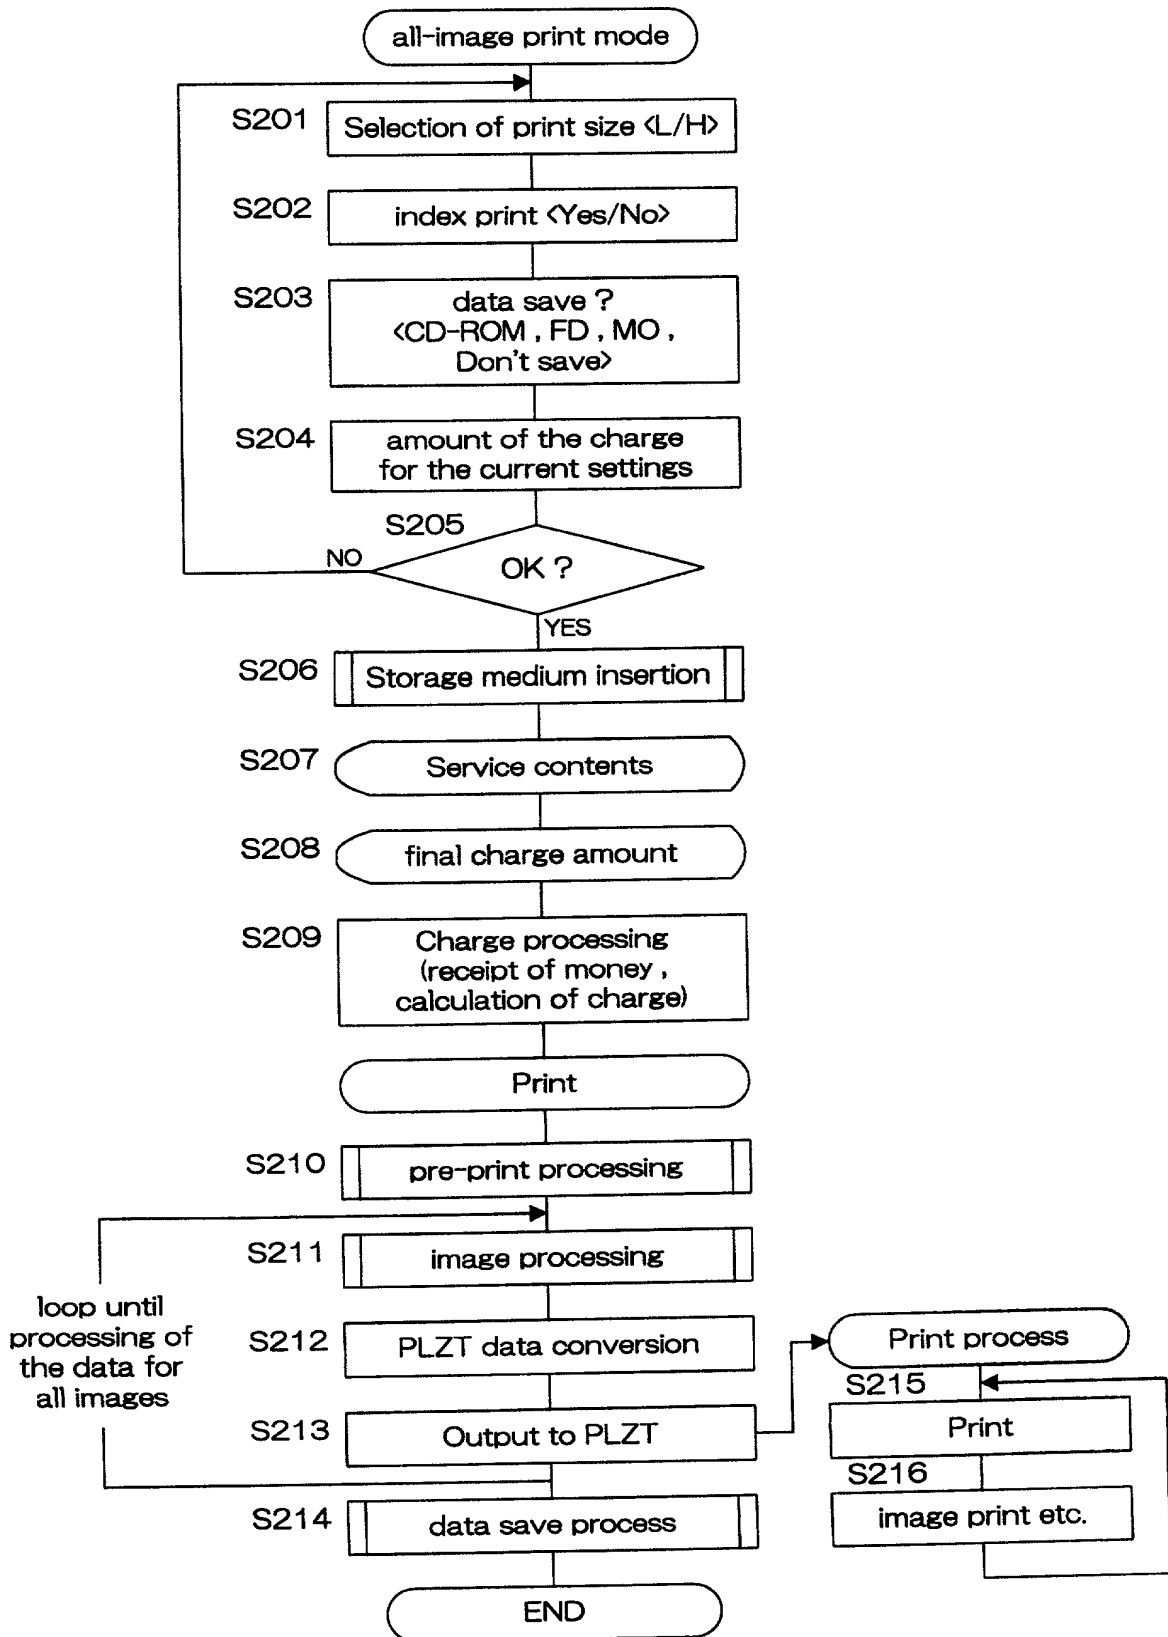 all-image print mode
S201
Selection of print size <L/H>
S202
index print <Yes/No>
S203
data save ?
<CD-ROM , FD , MO ,
Don't save>
S204
amount of the charge
for the current settings
S205
NO
OK ?
YES
S206
Storage medium insertion
S207
Service contents
S208
final charge amount
S209
Charge processing
(receipt of money ,
calculation of charge)
Print
S210
pre-print processing
S211
image processing
loop until
processing of
the data for
all images
S212
PLZT data conversion
S213
Output to PLZT
S214
data save process
END
Print process
S215
Print
S216
image print etc.